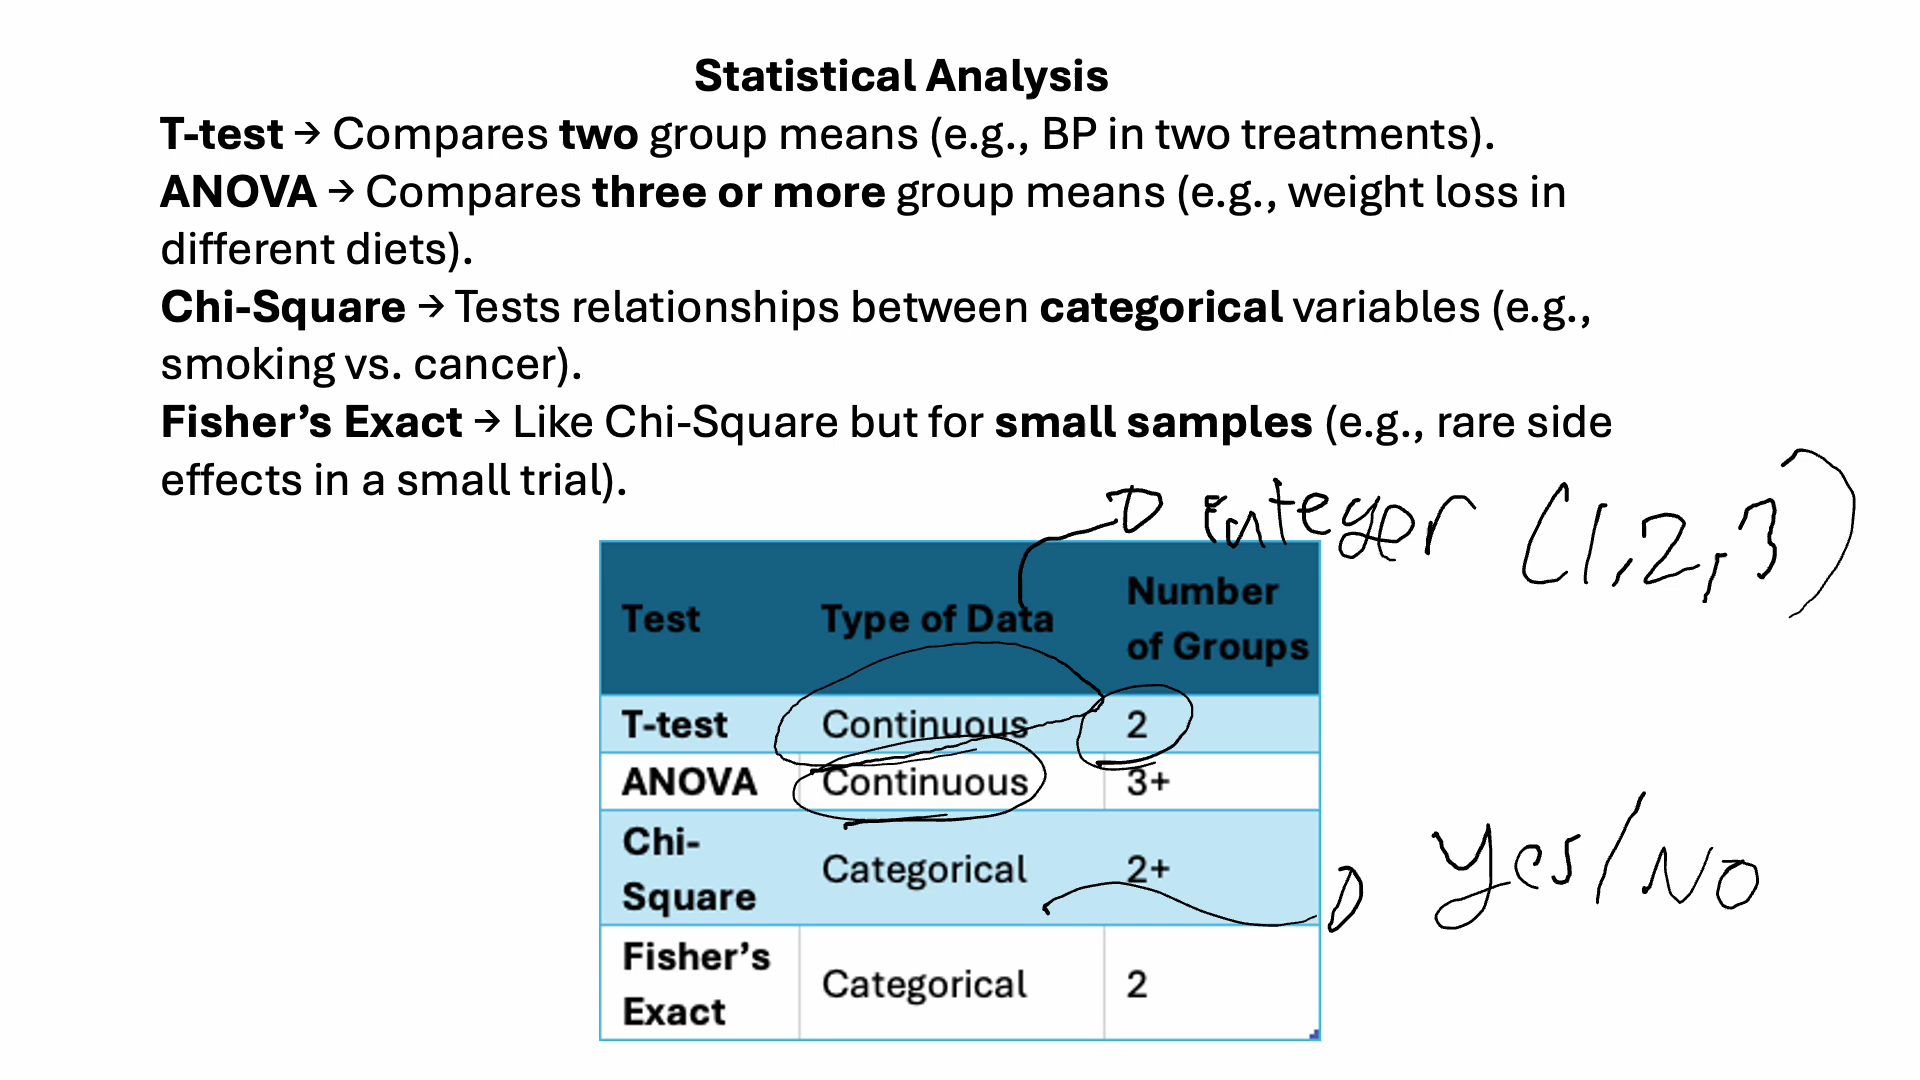 Statistical Analysis
T-test → Compares two group means (e.g., BP in two treatments).
ANOVA → Compares three or more group means (e.g., weight loss in
different diets).
Chi-Square → Tests relationships between categorical variables (e.g.,
smoking vs. cancer).
Fisher’s Exact → Like Chi-Square but for small samples (e.g., rare side
effects in a small trial).
integer (1,2,3)
Test Type of Data Number
of Groups
T-test Continuous 2
ANOVA Continuous 3+
Chi-
Square Categorical 2+
Yes/No
Fisher’s
Exact Categorical 2